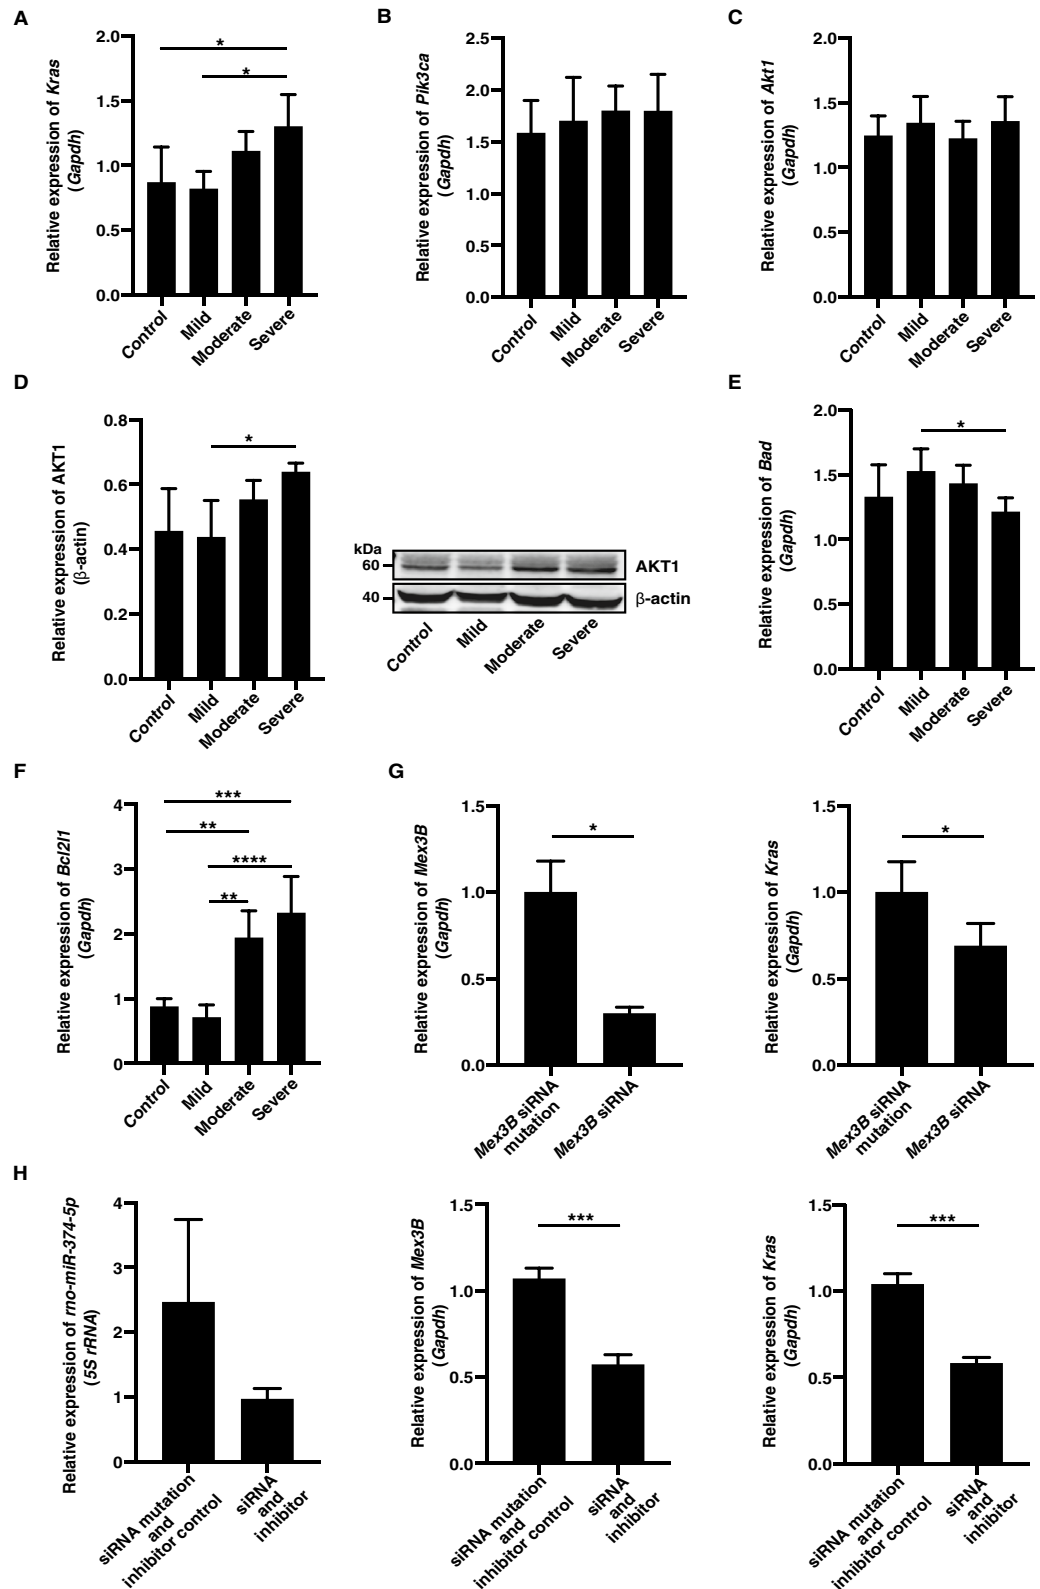 A
Relative expression of Kras
(Gapdh)
2.0
1.5
1.0
0.5
0.0
*
*
Control
Mild
Moderate
Severe
B
Relative expression of Pik3ca
(Gapdh)
2.5
2.0
1.5
1.0
0.5
0.0
Control
Mild
Moderate
Severe
C
Relative expression of Akt1
(Gapdh)
2.0
1.5
1.0
0.5
0.0
Control
Mild
Moderate
Severe
D
Relative expression of AKT1
(β-actin)
0.8
0.6
0.4
0.2
0.0
*
Control
Mild
Moderate
Severe
kDa
60
40
AKT1
β-actin
Control
Mild
Moderate
Severe
E
Relative expression of Bad
(Gapdh)
2.0
1.5
1.0
0.5
0.0
*
Control
Mild
Moderate
Severe
F
Relative expression of Bcl2l1
(Gapdh)
4
3
2
1
0
***
**
****
**
Control
Mild
Moderate
Severe
G
Relative expression of Mex3B
(Gapdh)
1.5
1.0
0.5
0.0
*
Mex3B siRNA
mutation
Mex3B siRNA
Relative expression of Kras
(Gapdh)
1.5
1.0
0.5
0.0
*
Mex3B siRNA
mutation
Mex3B siRNA
H
Relative expression of rno-miR-374-5p
(5S rRNA)
4
3
2
1
0
siRNA mutation
and
inhibitor control
siRNA
and
inhibitor
Relative expression of Mex3B
(Gapdh)
1.5
1.0
0.5
0.0
***
siRNA mutation
and
inhibitor control
siRNA
and
inhibitor
Relative expression of Kras
(Gapdh)
1.5
1.0
0.5
0.0
***
siRNA mutation
and
inhibitor control
siRNA
and
inhibitor